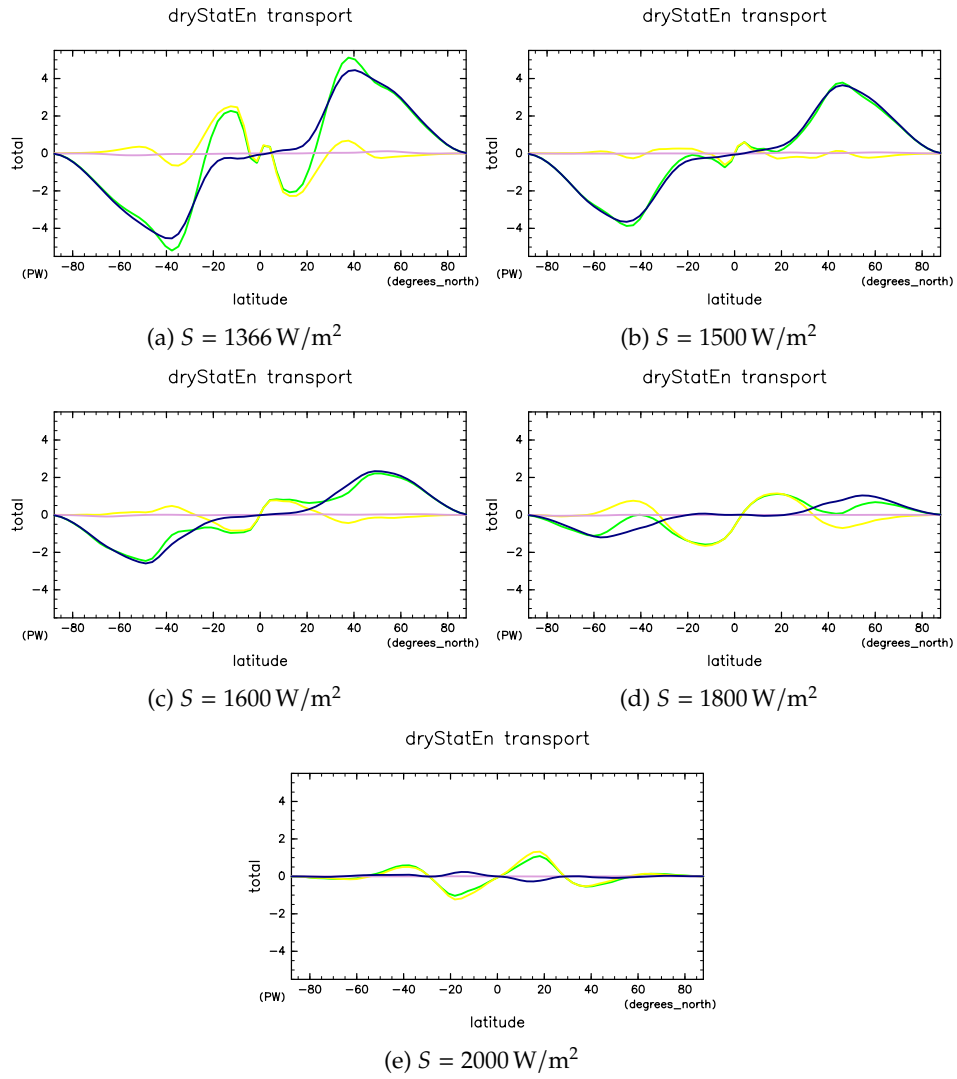 dryStatEn transport
dryStatEn transport
4
2
0
−2
−4
total
−80 −60 −40 −20 0 20 40 60 80
(PW)
(degrees_north)
latitude
4
2
0
−2
−4
total
−80 −60 −40 −20 0 20 40 60 80
(PW)
(degrees_north)
latitude
(a) S = 1366 W/m²
(b) S = 1500 W/m²
dryStatEn transport
dryStatEn transport
4
2
0
−2
−4
total
−80 −60 −40 −20 0 20 40 60 80
(PW)
(degrees_north)
latitude
4
2
0
−2
−4
total
−80 −60 −40 −20 0 20 40 60 80
(PW)
(degrees_north)
latitude
(c) S = 1600 W/m²
(d) S = 1800 W/m²
dryStatEn transport
4
2
0
−2
−4
total
−80 −60 −40 −20 0 20 40 60 80
(PW)
(degrees_north)
latitude
(e) S = 2000 W/m²